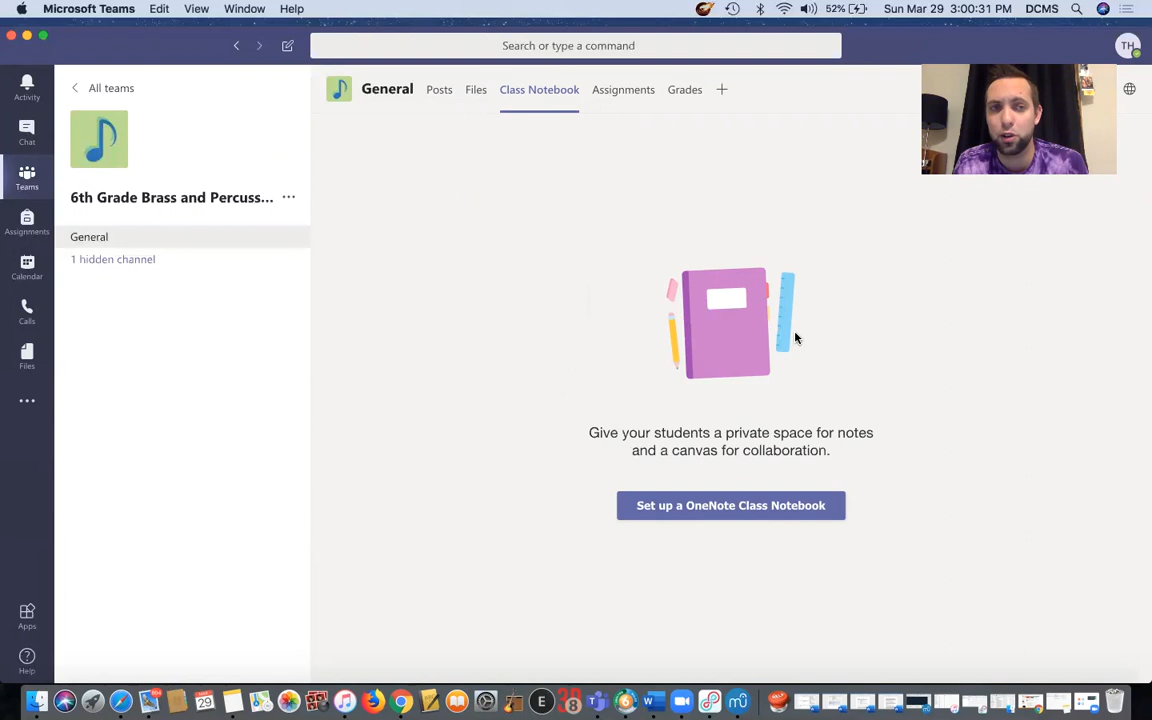 Microsoft Teams Edit View Window Help
52% Sun Mar 29 3:00:31 PM DCMS
Search or type a command
TH
Activity
Chat
Teams
Assignments
Calendar
Calls
Files
Apps
Help
All teams
6th Grade Brass and Percuss...
General
1 hidden channel
General Posts Files Class Notebook Assignments Grades
Give your students a private space for notes
and a canvas for collaboration.
Set up a OneNote Class Notebook